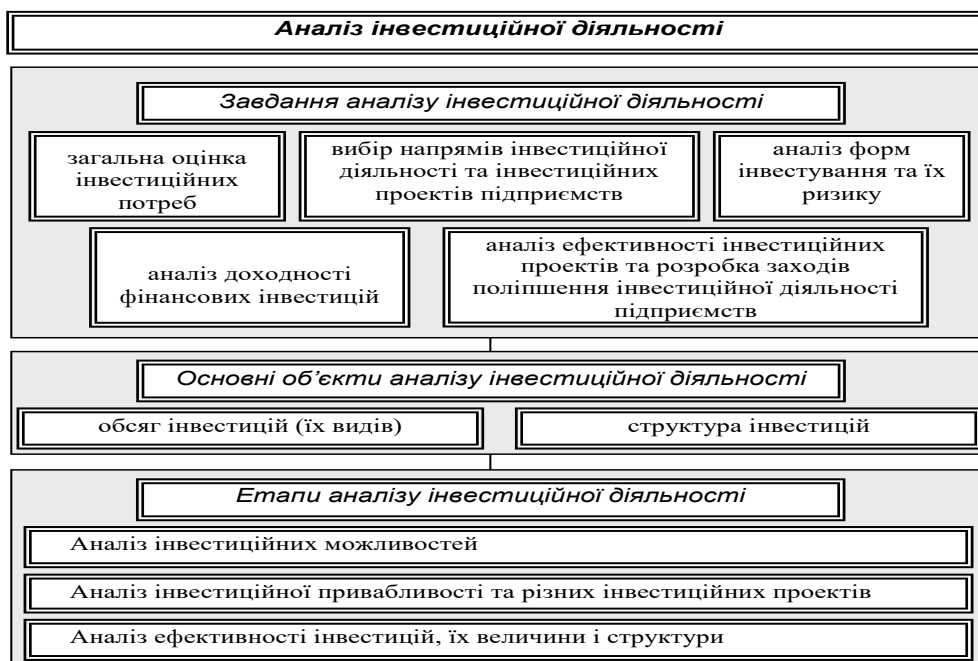 Аналіз інвестиційної діяльності
Завдання аналізу інвестиційної діяльності
загальна оцінка
інвестиційних
потреб
вибір напрямів інвестиційної
діяльності та інвестиційних
проектів підприємств
аналіз форм
інвестування та їх
ризику
аналіз доходності
фінансових інвестицій
аналіз ефективності інвестиційних
проектів та розробка заходів
поліпшення інвестиційної діяльності
підприємств
Основні об’єкти аналізу інвестиційної діяльності
обсяг інвестицій (їх видів)
структура інвестицій
Етапи аналізу інвестиційної діяльності
Аналіз інвестиційних можливостей
Аналіз інвестиційної привабливості та різних інвестиційних проектів
Аналіз ефективності інвестицій, їх величини і структури